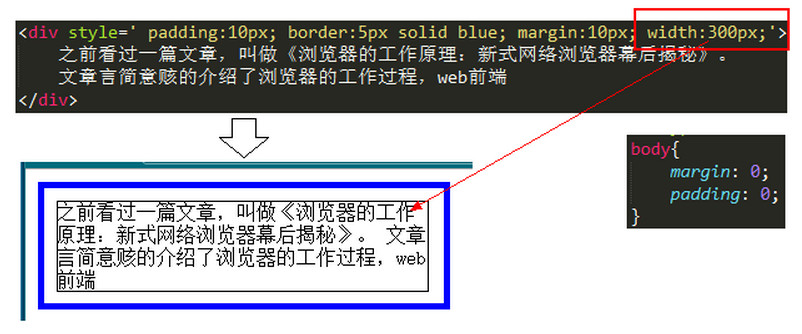 <div style=' padding:10px; border:5px solid blue; margin:10px; width:300px;'>
之前看过一篇文章，叫做《浏览器的工作原理：新式网络浏览器幕后揭秘》。
文章言简意赅的介绍了浏览器的工作过程，web前端
</div>
body{
margin: 0;
padding: 0;
}
之前看过一篇文章，叫做《浏览器的工作
原理：新式网络浏览器幕后揭秘》。 文章
言简意赅的介绍了浏览器的工作过程，web
前端